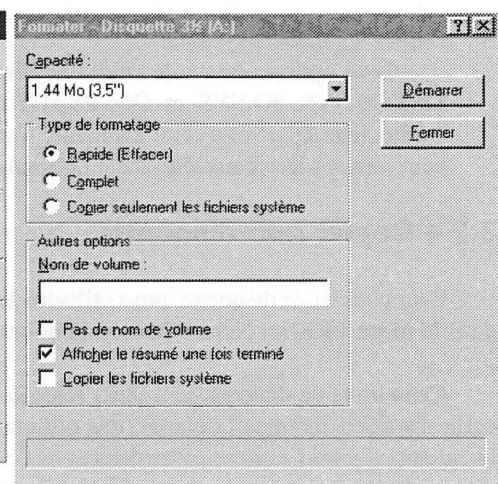 Formater - Disquette 3½ (A:)
Capacité :
1,44 Mo (3,5")
Démarrer
Fermer
Type de formatage
Rapide (Effacer)
Complet
Copier seulement les fichiers système
Autres options
Nom de volume :
Pas de nom de volume
Afficher le résumé une fois terminé
Copier les fichiers système